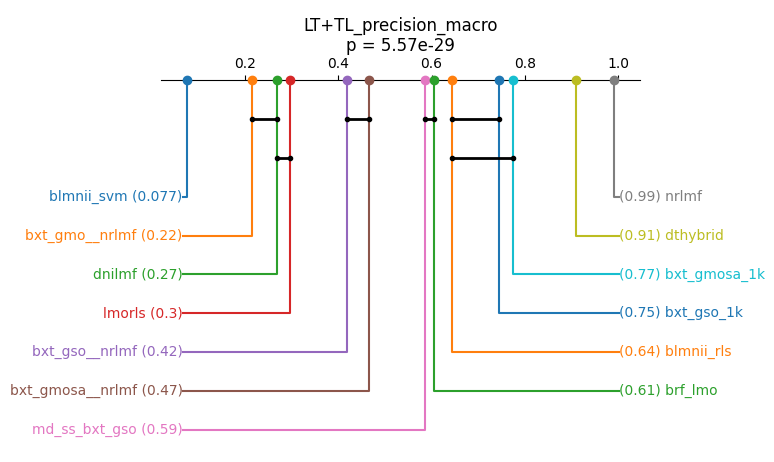 LT+TL_precision_macro
p = 5.57e-29
0.2 0.4 0.6 0.8 1.0
blmnii_svm (0.077)
(0.99) nrlmf
bxt_gmo__nrlmf (0.22)
(0.91) dthybrid
dnilmf (0.27)
(0.77) bxt_gmosa_1k
lmorls (0.3)
(0.75) bxt_gso_1k
bxt_gso__nrlmf (0.42)
(0.64) blmnii_rls
bxt_gmosa__nrlmf (0.47)
(0.61) brf_lmo
md_ss_bxt_gso (0.59)